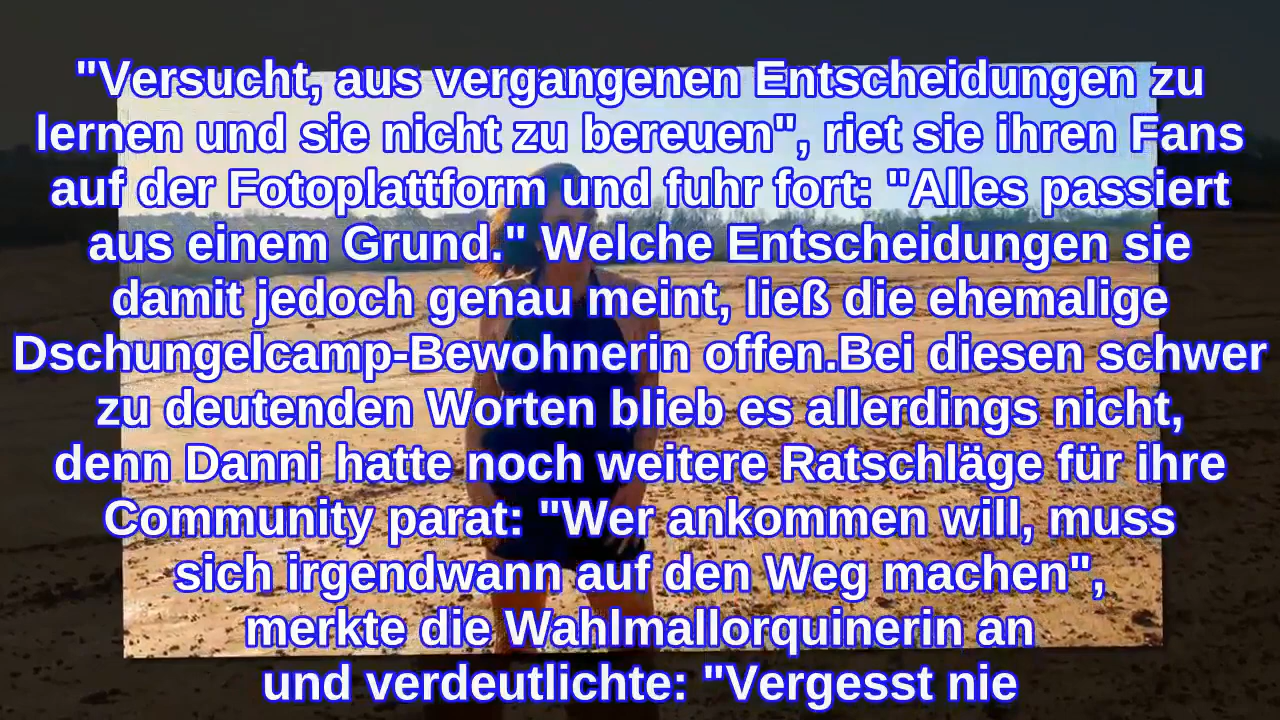 "Versucht, aus vergangenen Entscheidungen zu
lernen und sie nicht zu bereuen", riet sie ihren Fans
auf der Fotoplattform und fuhr fort: "Alles passiert
aus einem Grund." Welche Entscheidungen sie
damit jedoch genau meint, ließ die ehemalige
Dschungelcamp-Bewohnerin offen.Bei diesen schwer
zu deutenden Worten blieb es allerdings nicht,
denn Danni hatte noch weitere Ratschläge für ihre
Community parat: "Wer ankommen will, muss
sich irgendwann auf den Weg machen",
merkte die Wahlmallorquinerin an
und verdeutlichte: "Vergesst nie